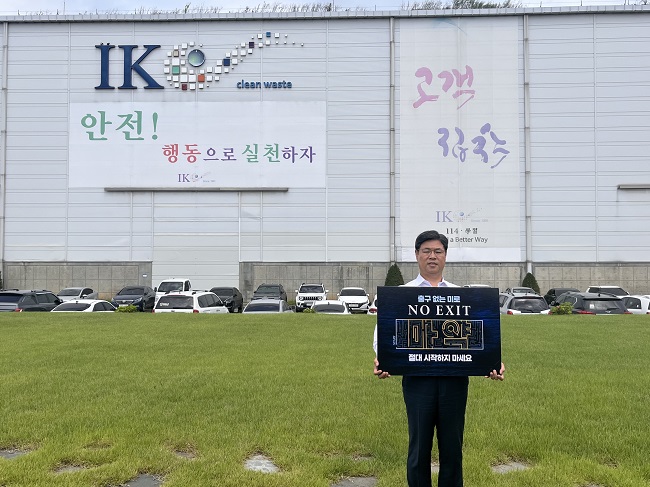 IK
clean waste
안전!
행동으로 실천하자
IK
고객
IK
a Better Way
출구 없는 미로
NO EXIT
마약
절대 시작하지 마세요